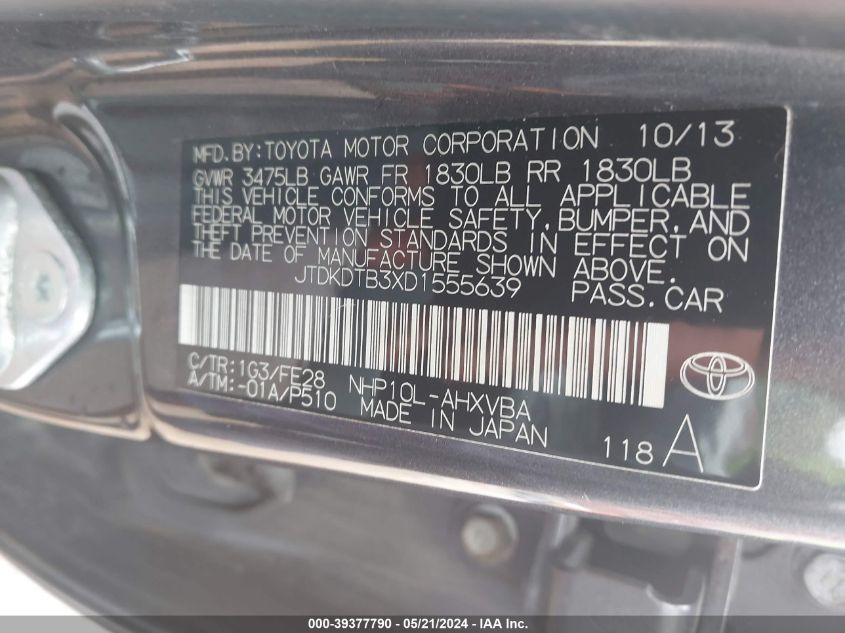 MFD.BY:TOYOTA MOTOR CORPORATION 10/13
GVWR 3475LB GAWR FR 1830LB RR 1830LB
THIS VEHICLE CONFORMS TO ALL APPLICABLE
FEDERAL MOTOR VEHICLE SAFETY,BUMPER,AND
THEFT PREVENTION STANDARDS IN EFFECT ON
THE DATE OF MANUFACTURE SHOWN ABOVE.
JTDKDTB3XD1555639 PASS.CAR
C/TR:1G3/FE28 NHP10L-AHXVBA
A/TM:-01A/P510 MADE IN JAPAN
118A
000-39377790 - 05/21/2024 - IAA Inc.